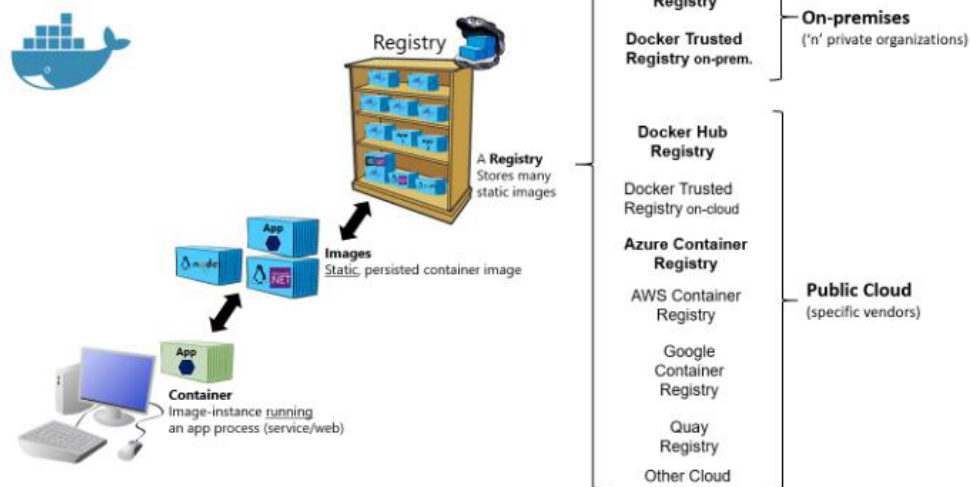 Registry
A Registry
Stores many
static images
App
Images
Static, persisted container image
node
.NET
App
Container
Image-instance running
an app process (service/web)
Registry
Docker Trusted
Registry on-prem.
On-premises
('n' private organizations)
Docker Hub
Registry
Docker Trusted
Registry on-cloud
Azure Container
Registry
AWS Container
Registry
Google
Container
Registry
Quay
Registry
Other Cloud
Public Cloud
(specific vendors)